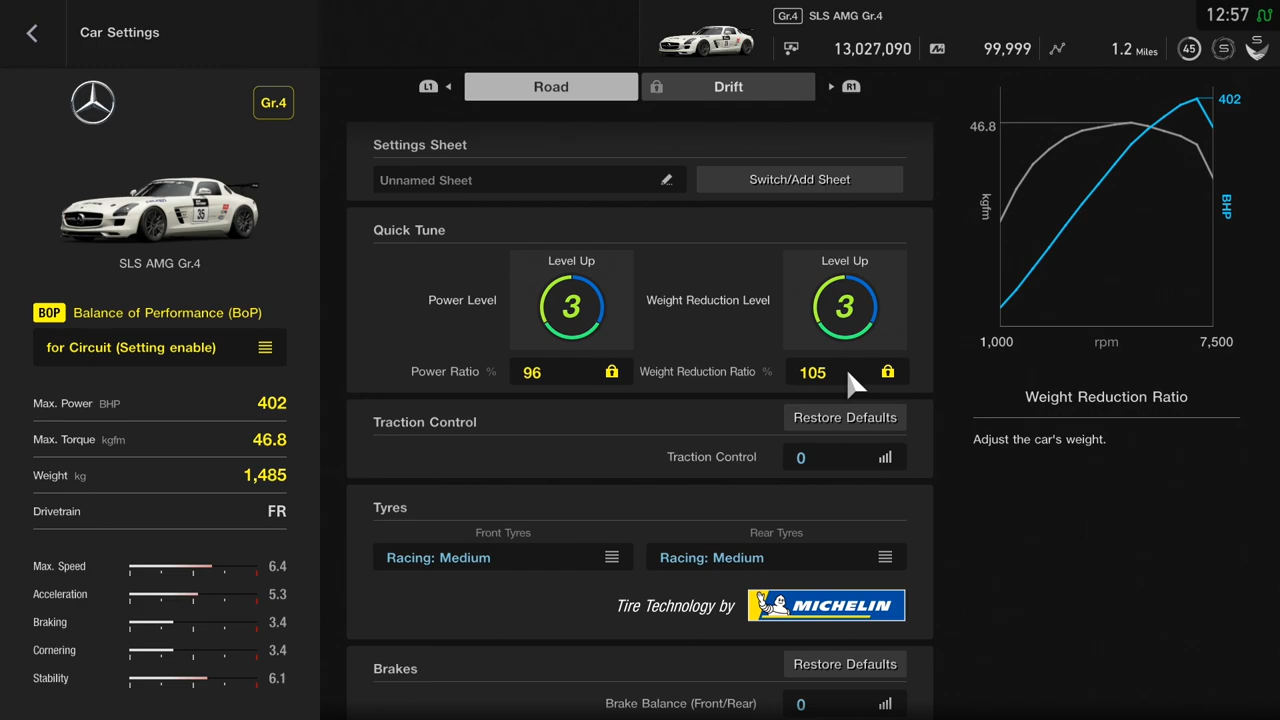 Car Settings
Gr.4 SLS AMG Gr.4
12:57
13,027,090 99,999 1.2 Miles 45 S S
Gr.4
35
SLS AMG Gr.4
BOP Balance of Performance (BoP)
for Circuit (Setting enable)
Max. Power BHP 402
Max. Torque kgfm 46.8
Weight kg 1,485
Drivetrain FR
Max. Speed 6.4
Acceleration 5.3
Braking 3.4
Cornering 3.4
Stability 6.1
L1 Road Drift R1
Settings Sheet
Unnamed Sheet Switch/Add Sheet
Quick Tune
Level Up Level Up
Power Level 3 Weight Reduction Level 3
Power Ratio % 96 Weight Reduction Ratio % 105
Traction Control Restore Defaults
Traction Control 0
Tyres
Front Tyres Rear Tyres
Racing: Medium Racing: Medium
Tire Technology by MICHELIN
Brakes Restore Defaults
Brake Balance (Front/Rear) 0
402
46.8
kgfm BHP
1,000 rpm 7,500
Weight Reduction Ratio
Adjust the car's weight.